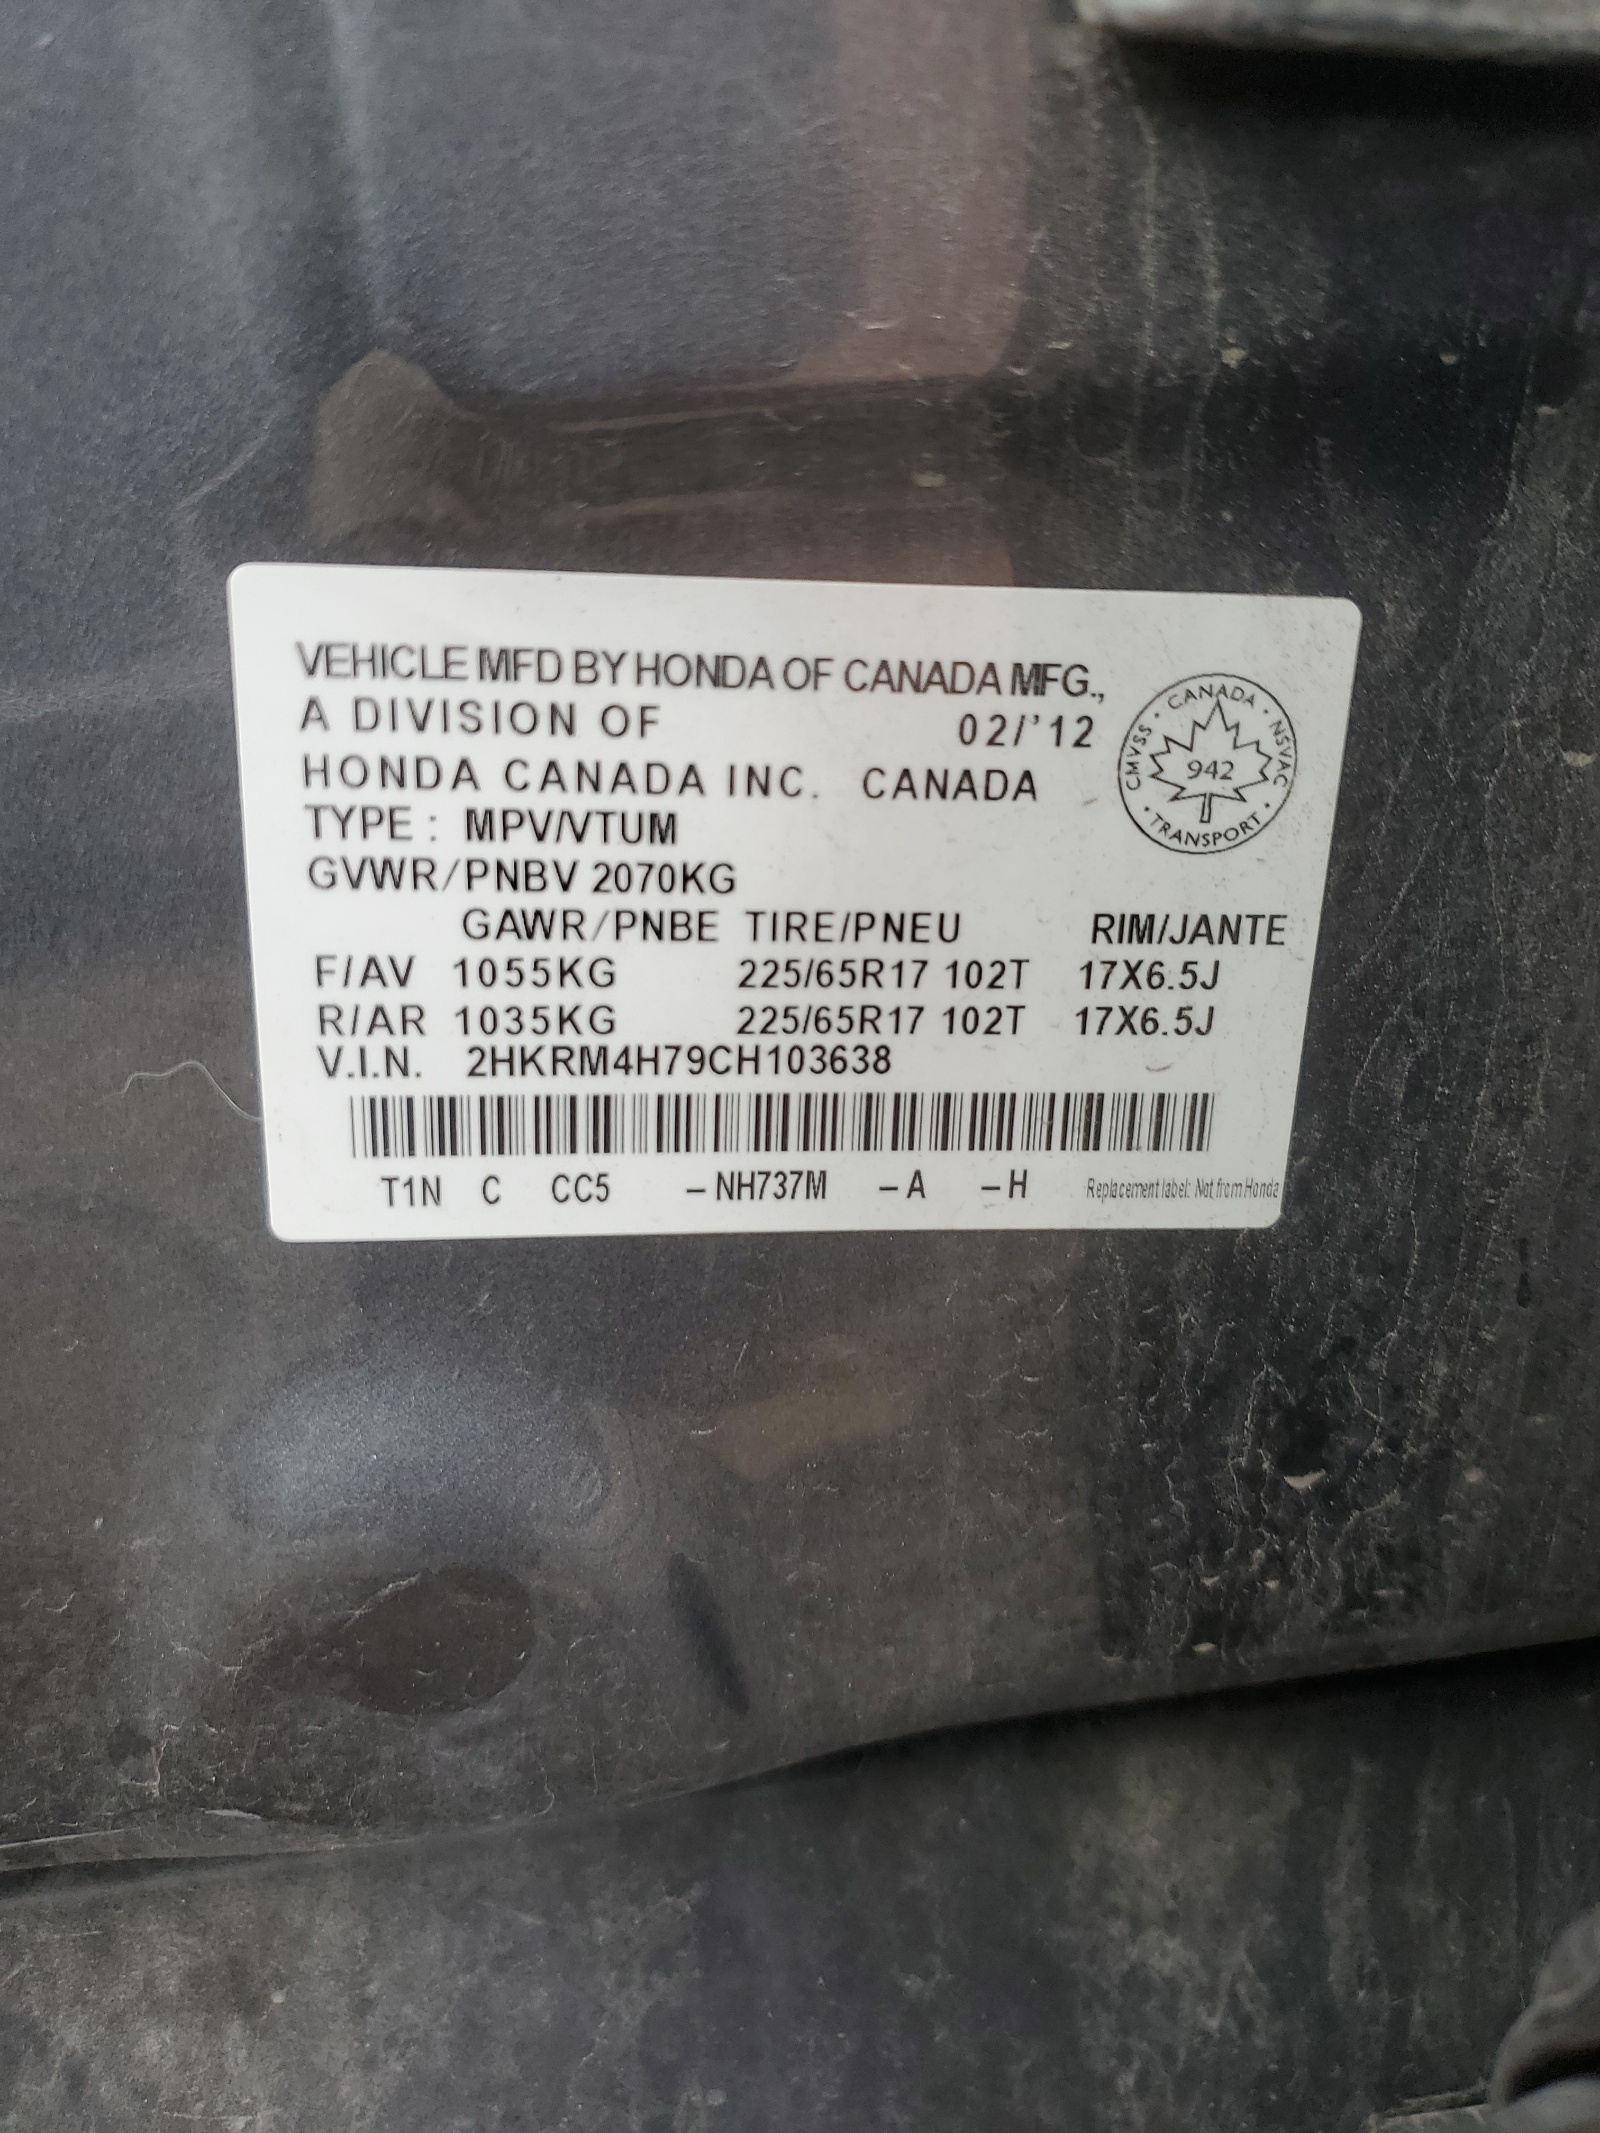 VEHICLE MFD BY HONDA OF CANADA MFG.,
A DIVISION OF 02/'12
HONDA CANADA INC. CANADA
CMVSS · CANADA · NSVAC · TRANSPORT ·
942
TYPE : MPV/VTUM
GVWR/PNBV 2070KG
GAWR/PNBE TIRE/PNEU RIM/JANTE
F/AV 1055KG 225/65R17 102T 17X6.5J
R/AR 1035KG 225/65R17 102T 17X6.5J
V.I.N. 2HKRM4H79CH103638
T1N C CC5 –NH737M –A –H Replacement label: Not from Honda